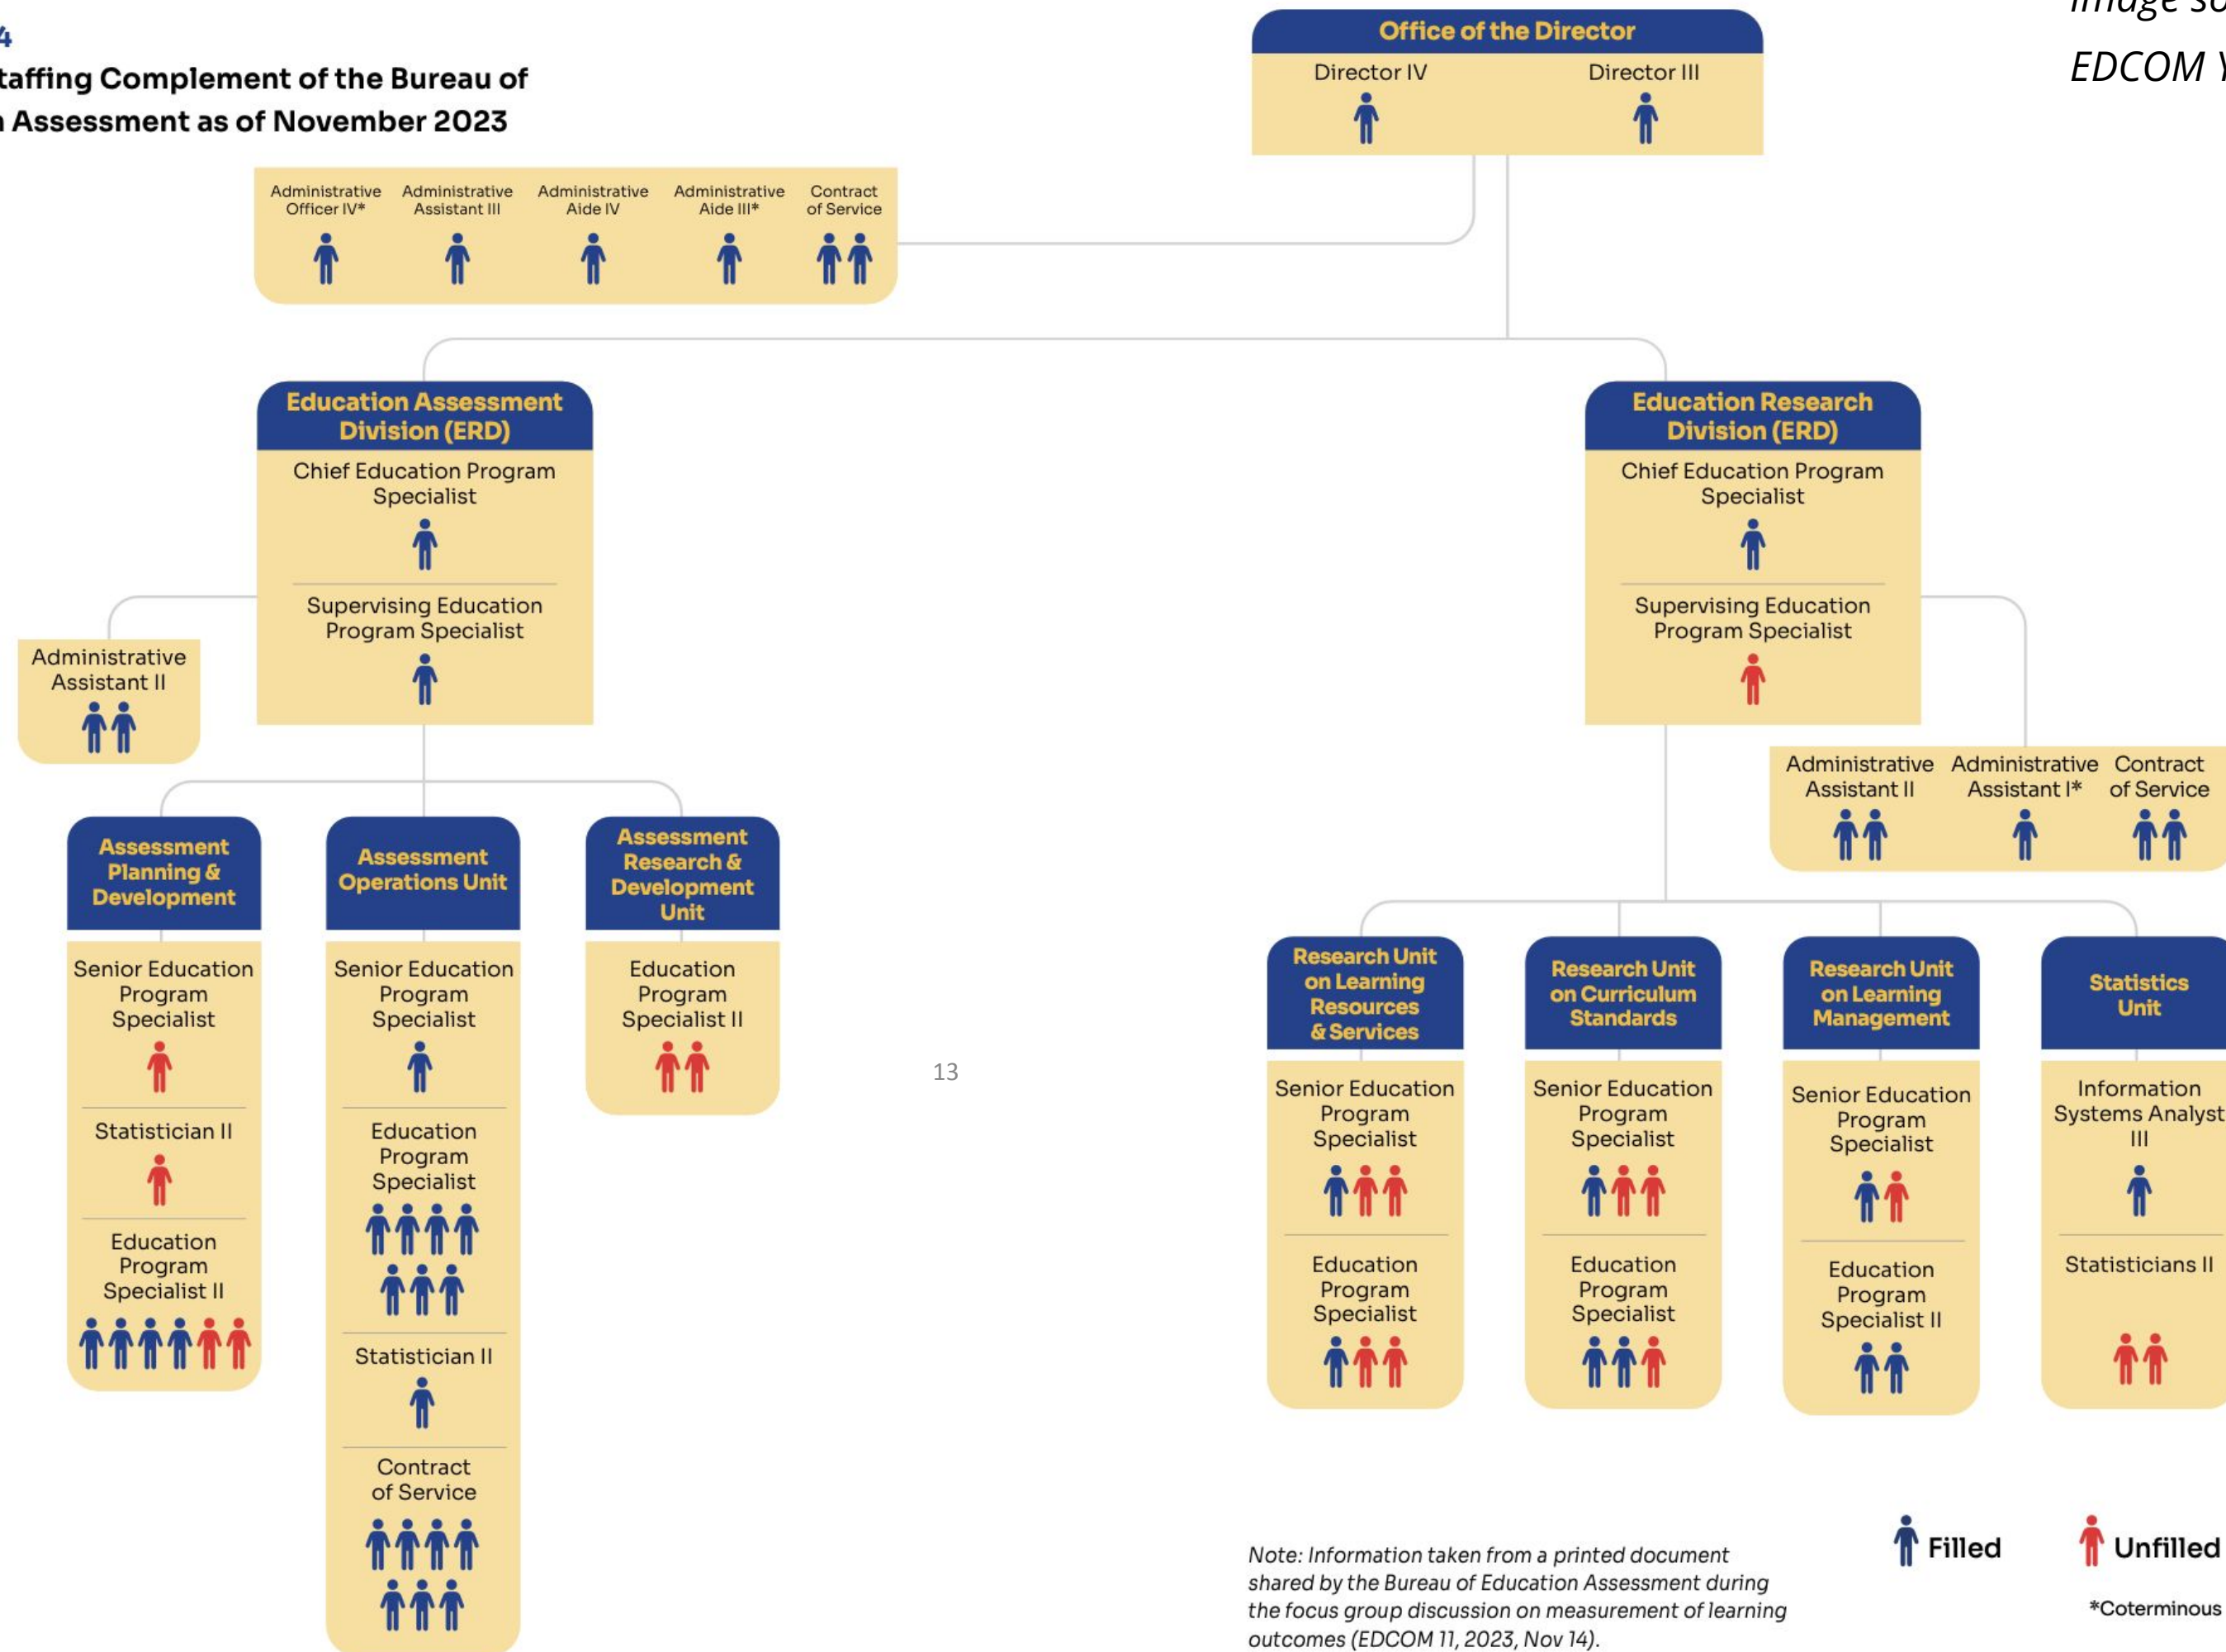 4
Staffing Complement of the Bureau of
Assessment as of November 2023
Image so
EDCOM Y
Office of the Director
Director IV
Director III
Administrative
Officer IV*
Administrative
Assistant III
Administrative
Aide IV
Administrative
Aide III*
Contract
of Service
Education Assessment
Division (ERD)
Chief Education Program
Specialist
Supervising Education
Program Specialist
Administrative
Assistant II
Assessment
Planning &
Development
Senior Education
Program
Specialist
Statistician II
Education
Program
Specialist II
Assessment
Operations Unit
Senior Education
Program
Specialist
Education
Program
Specialist
Statistician II
Contract
of Service
Assessment
Research &
Development
Unit
Education
Program
Specialist II
13
Education Research
Division (ERD)
Chief Education Program
Specialist
Supervising Education
Program Specialist
Administrative
Assistant II
Administrative
Assistant I*
Contract
of Service
Research Unit
on Learning
Resources
& Services
Senior Education
Program
Specialist
Education
Program
Specialist
Research Unit
on Curriculum
Standards
Senior Education
Program
Specialist
Education
Program
Specialist
Research Unit
on Learning
Management
Senior Education
Program
Specialist
Education
Program
Specialist II
Statistics
Unit
Information
Systems Analyst
III
Statisticians II
Note: Information taken from a printed document
shared by the Bureau of Education Assessment during
the focus group discussion on measurement of learning
outcomes (EDCOM 11, 2023, Nov 14).
Filled
Unfilled
*Coterminous